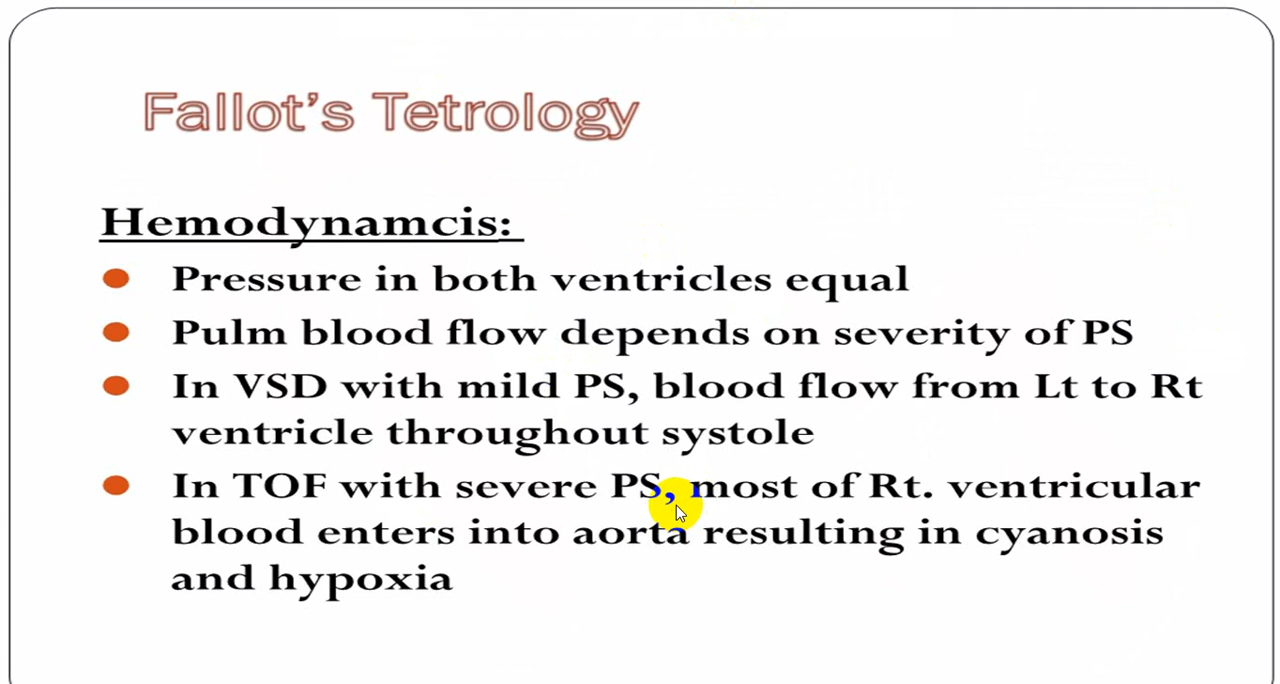 Fallot's Tetrology
Hemodynamcis:
Pressure in both ventricles equal
Pulm blood flow depends on severity of PS
In VSD with mild PS, blood flow from Lt to Rt
ventricle throughout systole
In TOF with severe PS, most of Rt. ventricular
blood enters into aorta resulting in cyanosis
and hypoxia